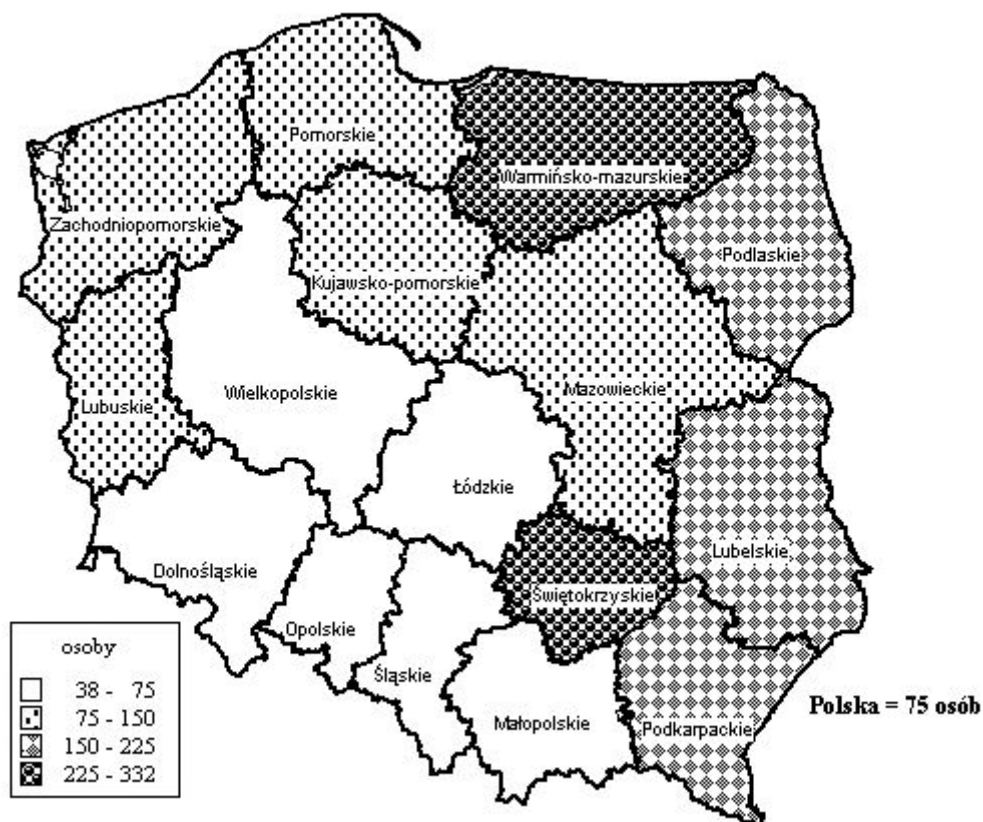 Pomorskie
Warmińsko-mazurskie
Zachodniopomorskie
Podlaskie
Kujawsko-pomorskie
Wielkopolskie
Mazowieckie
Lubuskie
Łódzkie
Lubelskie
Dolnośląskie
Świętokrzyskie
Opolskie
Śląskie
Małopolskie
Podkarpackie
Polska = 75 osób
osoby
38 - 75
75 - 150
150 - 225
225 - 332